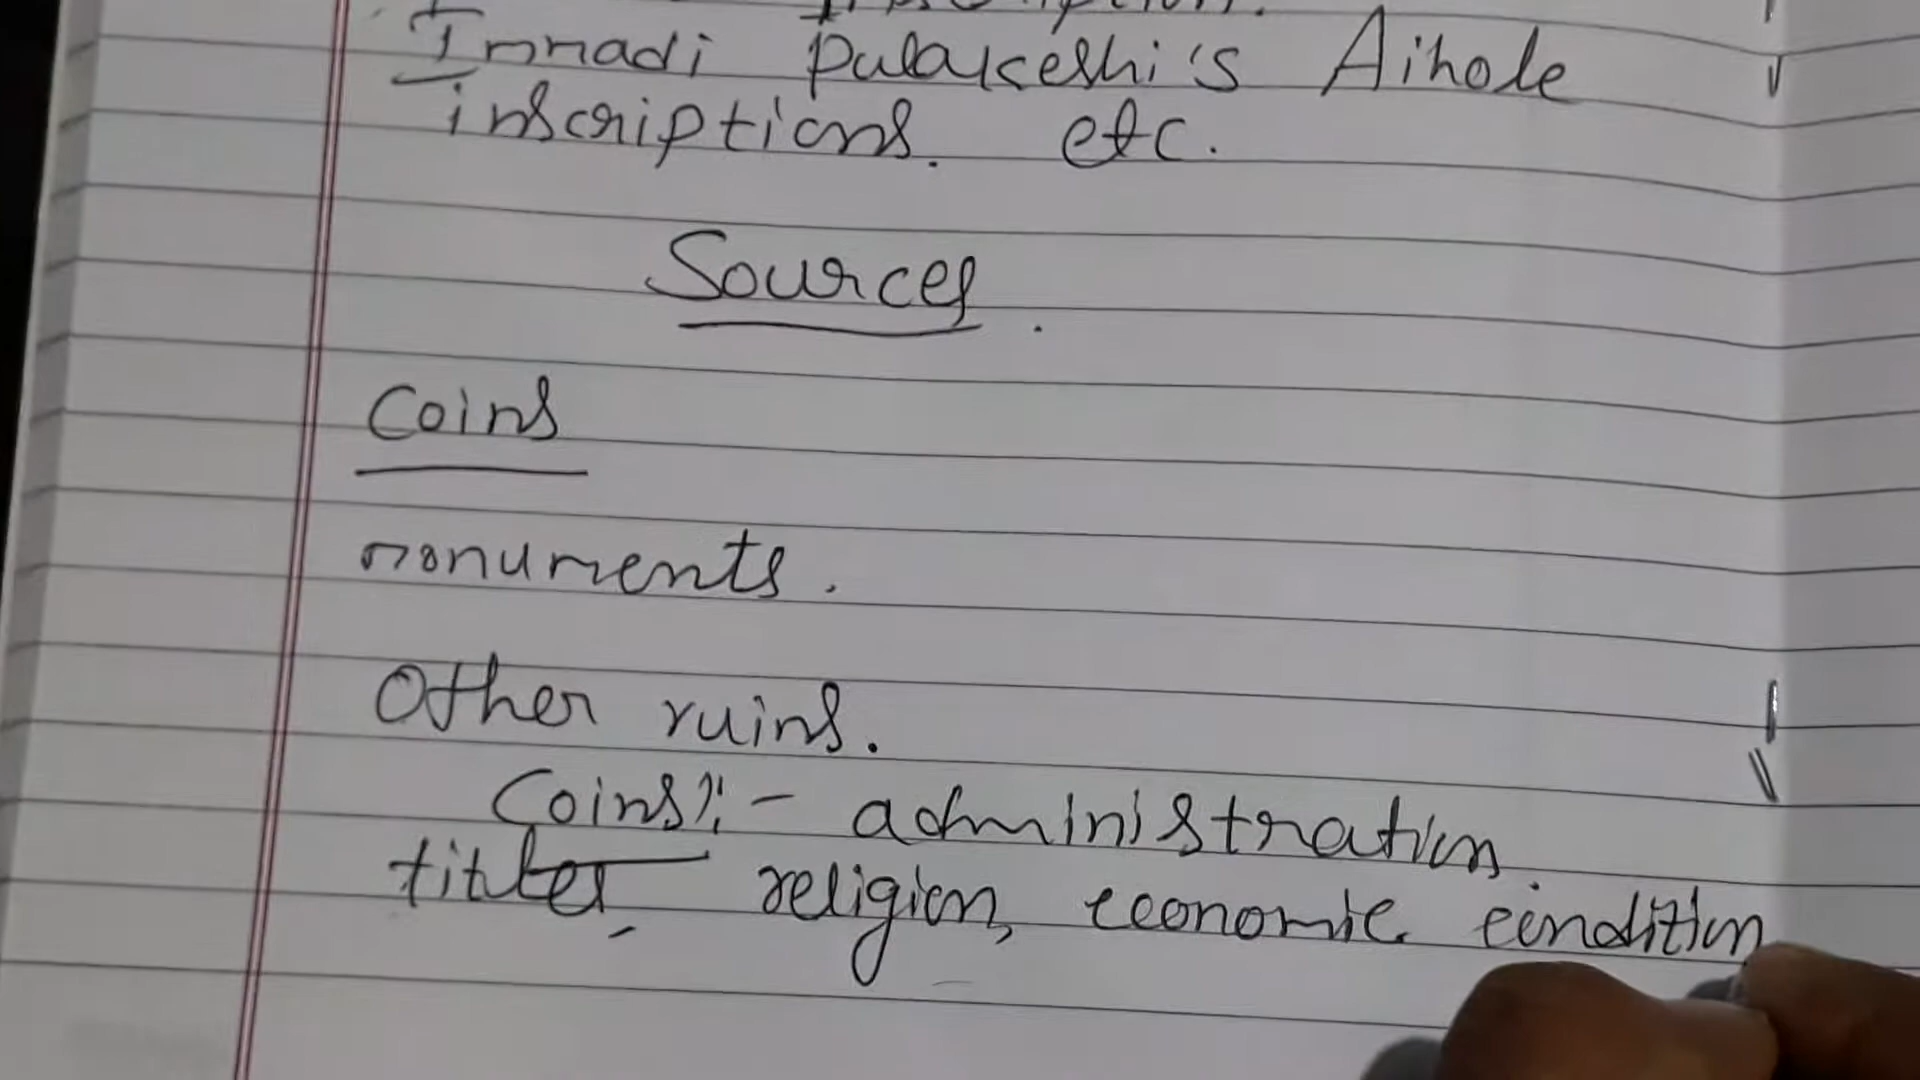 Immadi Pulakeshi's Aihole
inscriptions. etc.
Sources.
Coins
monuments.
Other ruins.
Coins:- administration.
titles, religion, economic condition